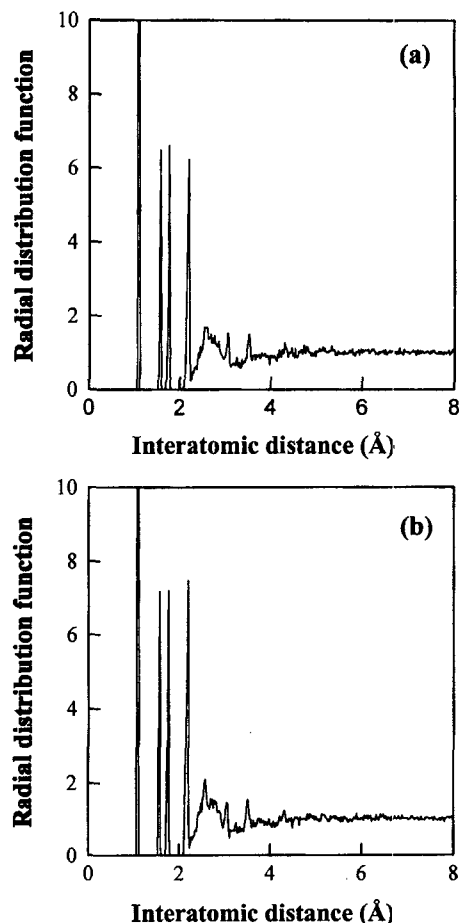 (a)
Radial distribution function
10
8
6
4
2
0
0 2 4 6 8
Interatomic distance (Å)
(b)
Radial distribution function
10
8
6
4
2
0
0 2 4 6 8
Interatomic distance (Å)